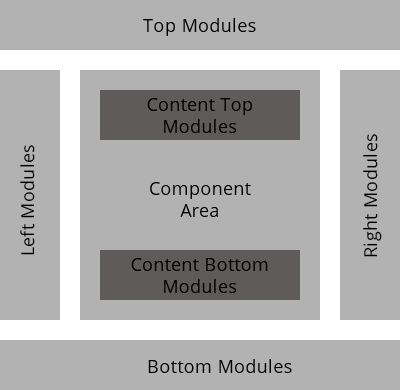 Top Modules
Left Modules
Content Top
Modules
Component
Area
Content Bottom
Modules
Right Modules
Bottom Modules